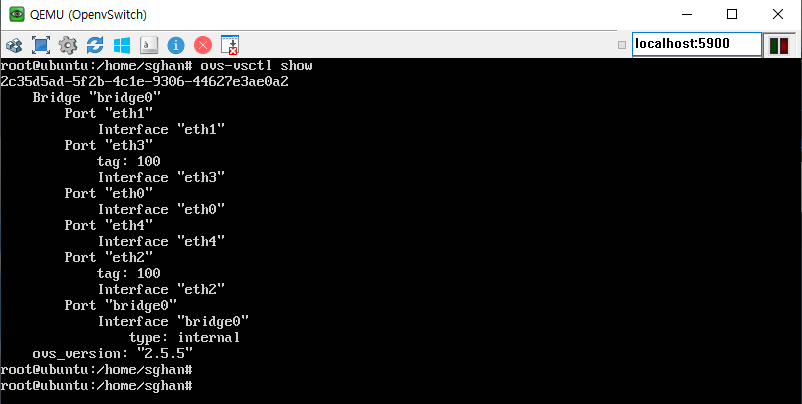 QEMU (OpenvSwitch)
localhost:5900
root@ubuntu:/home/sghan# ovs-vsctl show
2c35d5ad-5f2b-4c1e-9306-44627e3ae0a2
    Bridge "bridge0"
        Port "eth1"
            Interface "eth1"
        Port "eth3"
            tag: 100
            Interface "eth3"
        Port "eth0"
            Interface "eth0"
        Port "eth4"
            Interface "eth4"
        Port "eth2"
            tag: 100
            Interface "eth2"
        Port "bridge0"
            Interface "bridge0"
                type: internal
    ovs_version: "2.5.5"
root@ubuntu:/home/sghan#
root@ubuntu:/home/sghan#